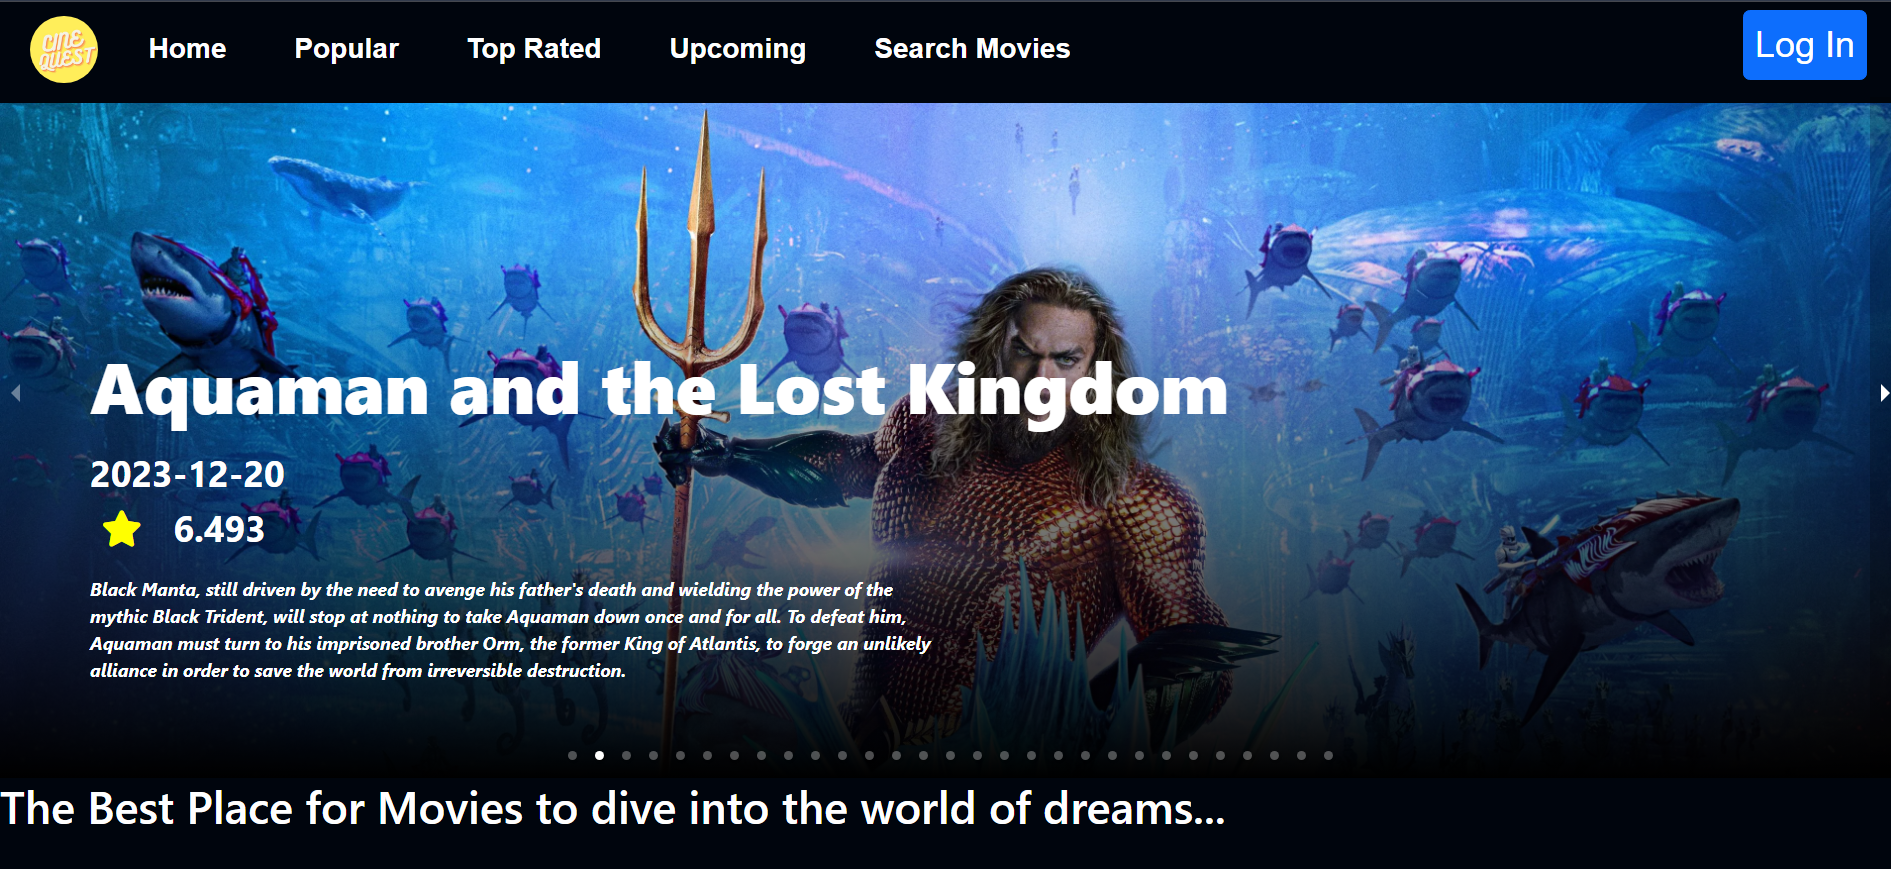 CINE
QUEST
Home Popular Top Rated Upcoming Search Movies Log In
Aquaman and the Lost Kingdom
2023-12-20
6.493
Black Manta, still driven by the need to avenge his father's death and wielding the power of the
mythic Black Trident, will stop at nothing to take Aquaman down once and for all. To defeat him,
Aquaman must turn to his imprisoned brother Orm, the former King of Atlantis, to forge an unlikely
alliance in order to save the world from irreversible destruction.
The Best Place for Movies to dive into the world of dreams...